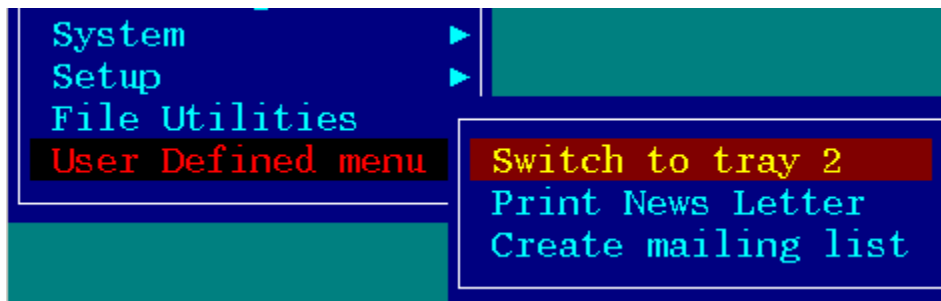 System
Setup
File Utilities
User Defined menu
Switch to tray 2
Print News Letter
Create mailing list